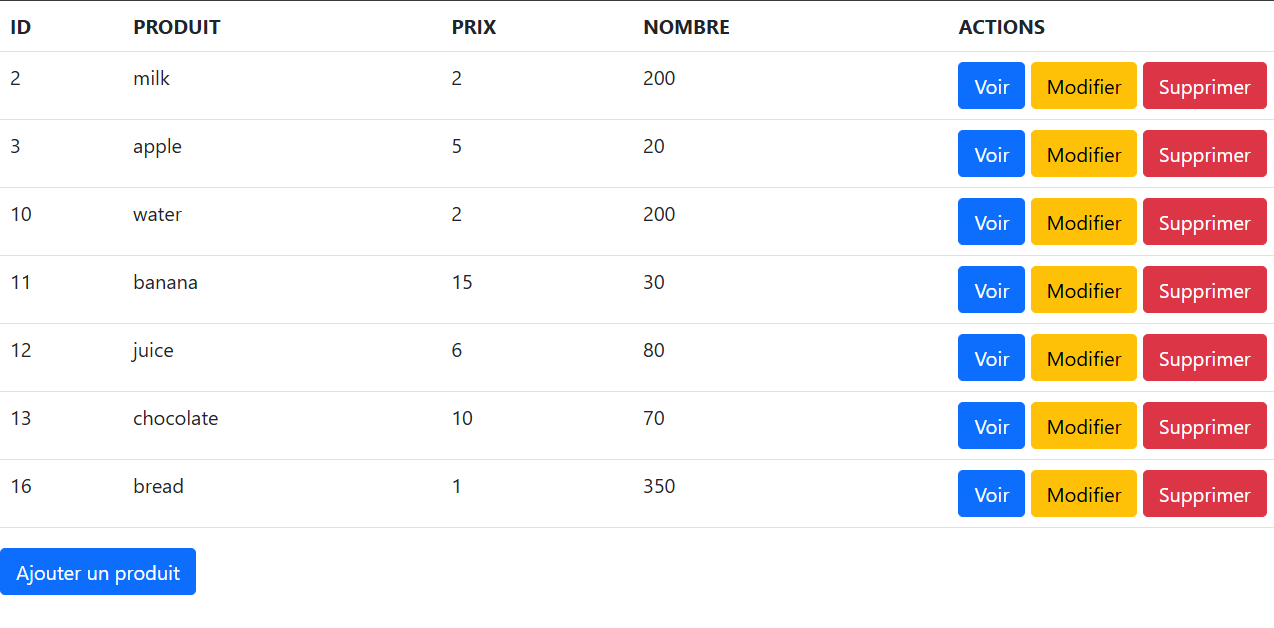 ID PRODUIT PRIX NOMBRE ACTIONS
2 milk 2 200 Voir Modifier Supprimer
3 apple 5 20 Voir Modifier Supprimer
10 water 2 200 Voir Modifier Supprimer
11 banana 15 30 Voir Modifier Supprimer
12 juice 6 80 Voir Modifier Supprimer
13 chocolate 10 70 Voir Modifier Supprimer
16 bread 1 350 Voir Modifier Supprimer
Ajouter un produit